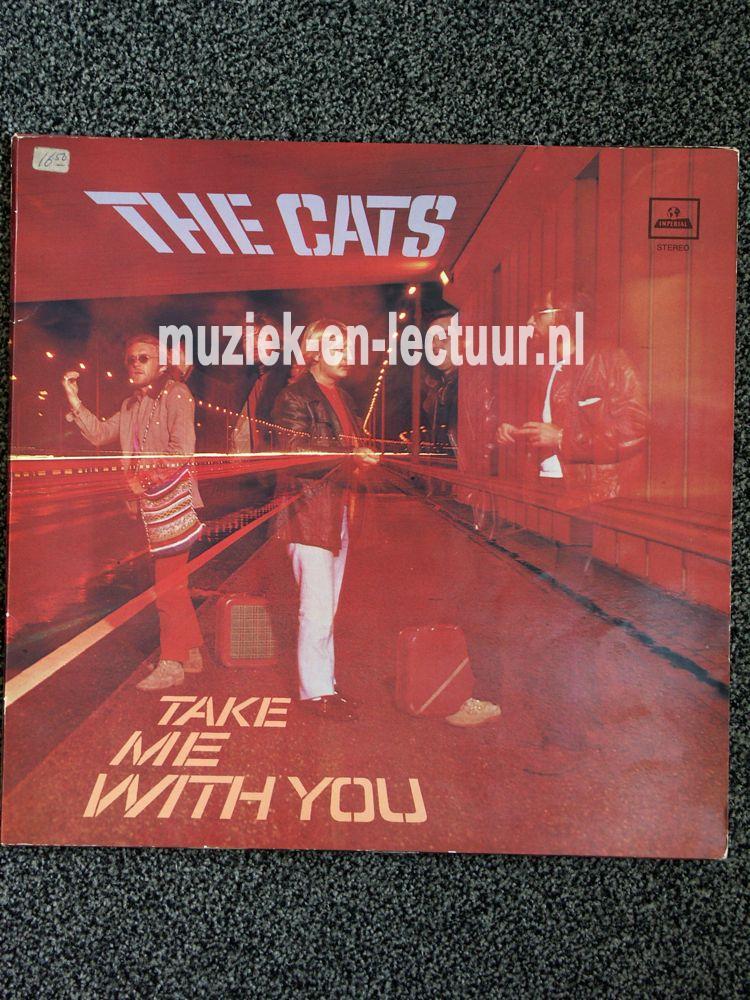 16 50
THE CATS
IMPERIAL
STEREO
muziek-en-lectuur.nl
TAKE
ME
WITH YOU